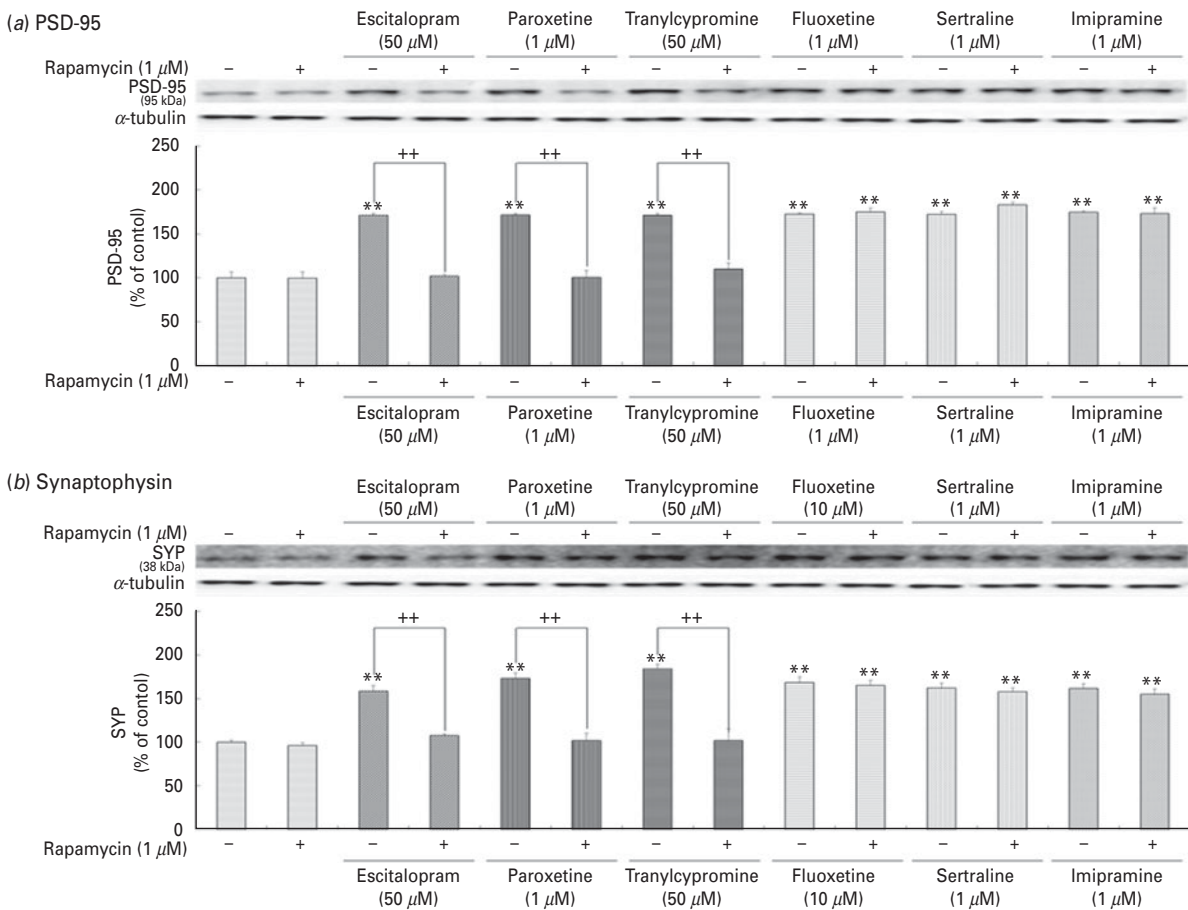 (a) PSD-95
Escitalopram Paroxetine Tranylcypromine Fluoxetine Sertraline Imipramine
(50 μM) (1 μM) (50 μM) (1 μM) (1 μM) (1 μM)
Rapamycin (1 μM) – + – + – + – + – + – + – +
PSD-95
(95 kDa)
α-tubulin
250
200
150
100
50
0
PSD-95
(% of contol)
++ ++ ++
** ** ** ** ** ** ** ** **
Rapamycin (1 μM) – + – + – + – + – + – + – +
Escitalopram Paroxetine Tranylcypromine Fluoxetine Sertraline Imipramine
(50 μM) (1 μM) (50 μM) (1 μM) (1 μM) (1 μM)
(b) Synaptophysin
Escitalopram Paroxetine Tranylcypromine Fluoxetine Sertraline Imipramine
(50 μM) (1 μM) (50 μM) (10 μM) (1 μM) (1 μM)
Rapamycin (1 μM) – + – + – + – + – + – + – +
SYP
(38 kDa)
α-tubulin
250
200
150
100
50
0
SYP
(% of contol)
++ ++ ++
** ** ** ** ** ** ** ** **
Rapamycin (1 μM) – + – + – + – + – + – + – +
Escitalopram Paroxetine Tranylcypromine Fluoxetine Sertraline Imipramine
(50 μM) (1 μM) (50 μM) (10 μM) (1 μM) (1 μM)